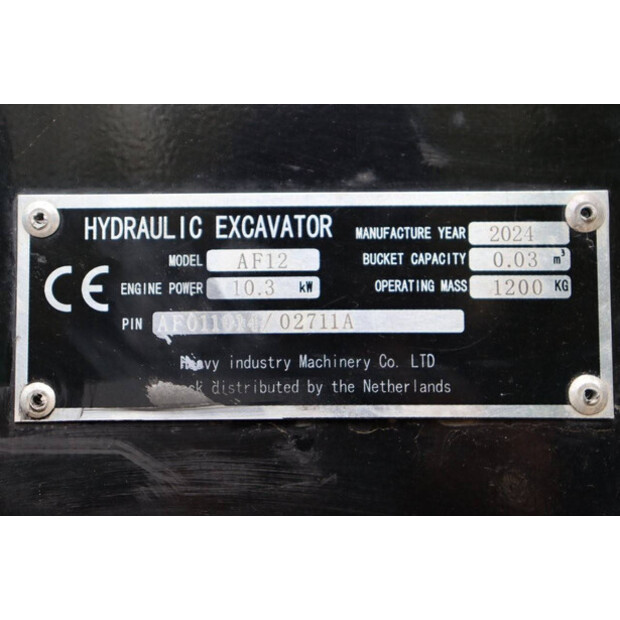 HYDRAULIC EXCAVATOR
MANUFACTURE YEAR 2024
MODEL AF12
BUCKET CAPACITY 0.03 m³
CE
ENGINE POWER 10.3 kW
OPERATING MASS 1200 KG
PIN /02711A
Heavy industry Machinery Co. LTD
distributed by the Netherlands